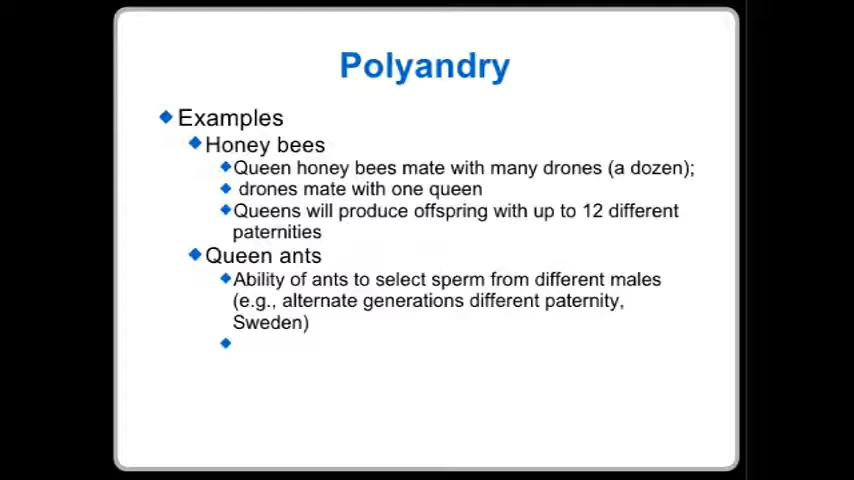 Polyandry
Examples
Honey bees
Queen honey bees mate with many drones (a dozen);
drones mate with one queen
Queens will produce offspring with up to 12 different
paternities
Queen ants
Ability of ants to select sperm from different males
(e.g., alternate generations different paternity,
Sweden)